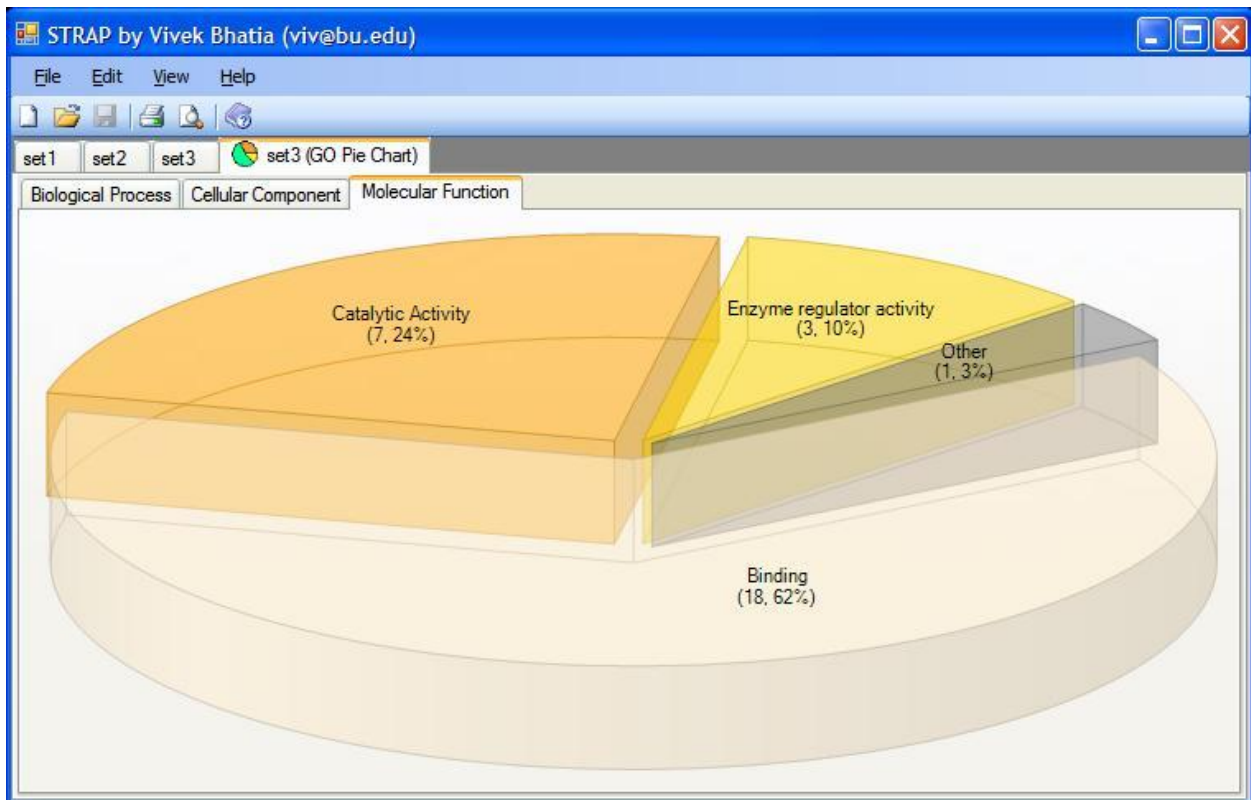 STRAP by Vivek Bhatia (viv@bu.edu)
File Edit View Help
set1 set2 set3 set3 (GO Pie Chart)
Biological Process Cellular Component Molecular Function
Catalytic Activity
(7, 24%)
Enzyme regulator activity
(3, 10%)
Other
(1, 3%)
Binding
(18, 62%)